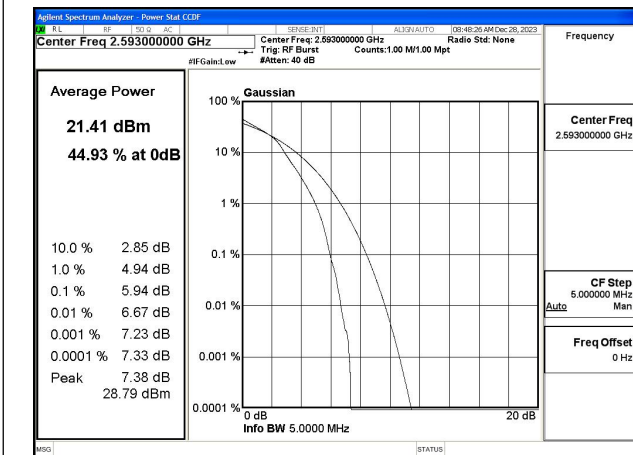 Agilent Spectrum Analyzer - Power Stat CCDF
RL RF 50 Ω AC SENSE:INT ALIGN AUTO 08:48:26 AM Dec 28, 2023
Center Freq 2.593000000 GHz
Center Freq: 2.593000000 GHz Radio Std: None
Trig: RF Burst Counts:1.00 M/1.00 Mpt
#IFGain:Low #Atten: 40 dB
Frequency
Average Power
21.41 dBm
44.93 % at 0dB
10.0 % 2.85 dB
1.0 % 4.94 dB
0.1 % 5.94 dB
0.01 % 6.67 dB
0.001 % 7.23 dB
0.0001 % 7.33 dB
Peak 7.38 dB
28.79 dBm
Gaussian
100 %
10 %
1 %
0.1 %
0.01 %
0.001 %
0.0001 %
0 dB 20 dB
Info BW 5.0000 MHz
Center Freq
2.593000000 GHz
CF Step
5.000000 MHz
Auto Man
Freq Offset
0 Hz
MSG STATUS